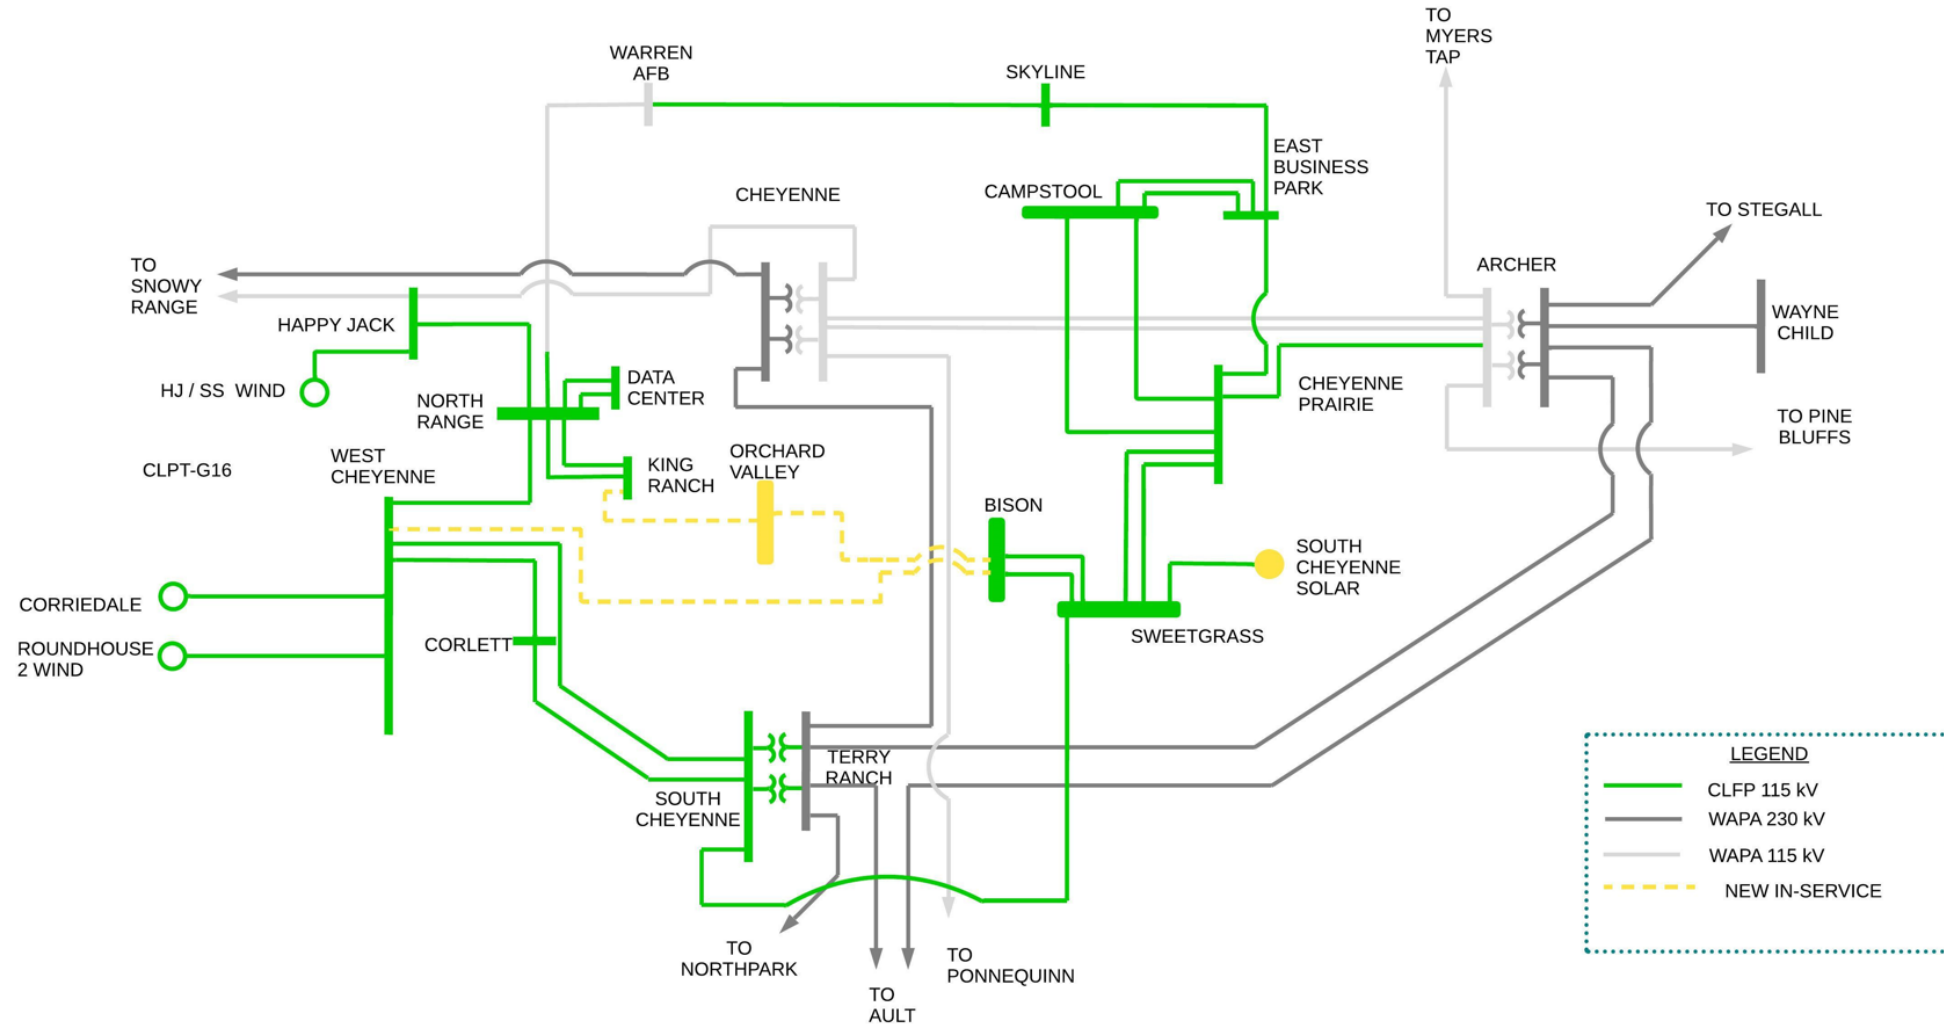 TO
MYERS
TAP
WARREN
AFB
SKYLINE
EAST
BUSINESS
PARK
CAMPSTOOL
CHEYENNE
TO STEGALL
TO
SNOWY
RANGE
ARCHER
HAPPY JACK
WAYNE
CHILD
HJ / SS WIND
DATA
CENTER
NORTH
RANGE
CHEYENNE
PRAIRIE
TO PINE
BLUFFS
CLPT-G16
WEST
CHEYENNE
KING
RANCH
ORCHARD
VALLEY
BISON
SOUTH
CHEYENNE
SOLAR
CORRIEDALE
ROUNDHOUSE
2 WIND
CORLETT
SWEETGRASS
TERRY
RANCH
SOUTH
CHEYENNE
LEGEND
CLFP 115 kV
WAPA 230 kV
WAPA 115 kV
NEW IN-SERVICE
TO
NORTHPARK
TO
AULT
TO
PONNEQUINN